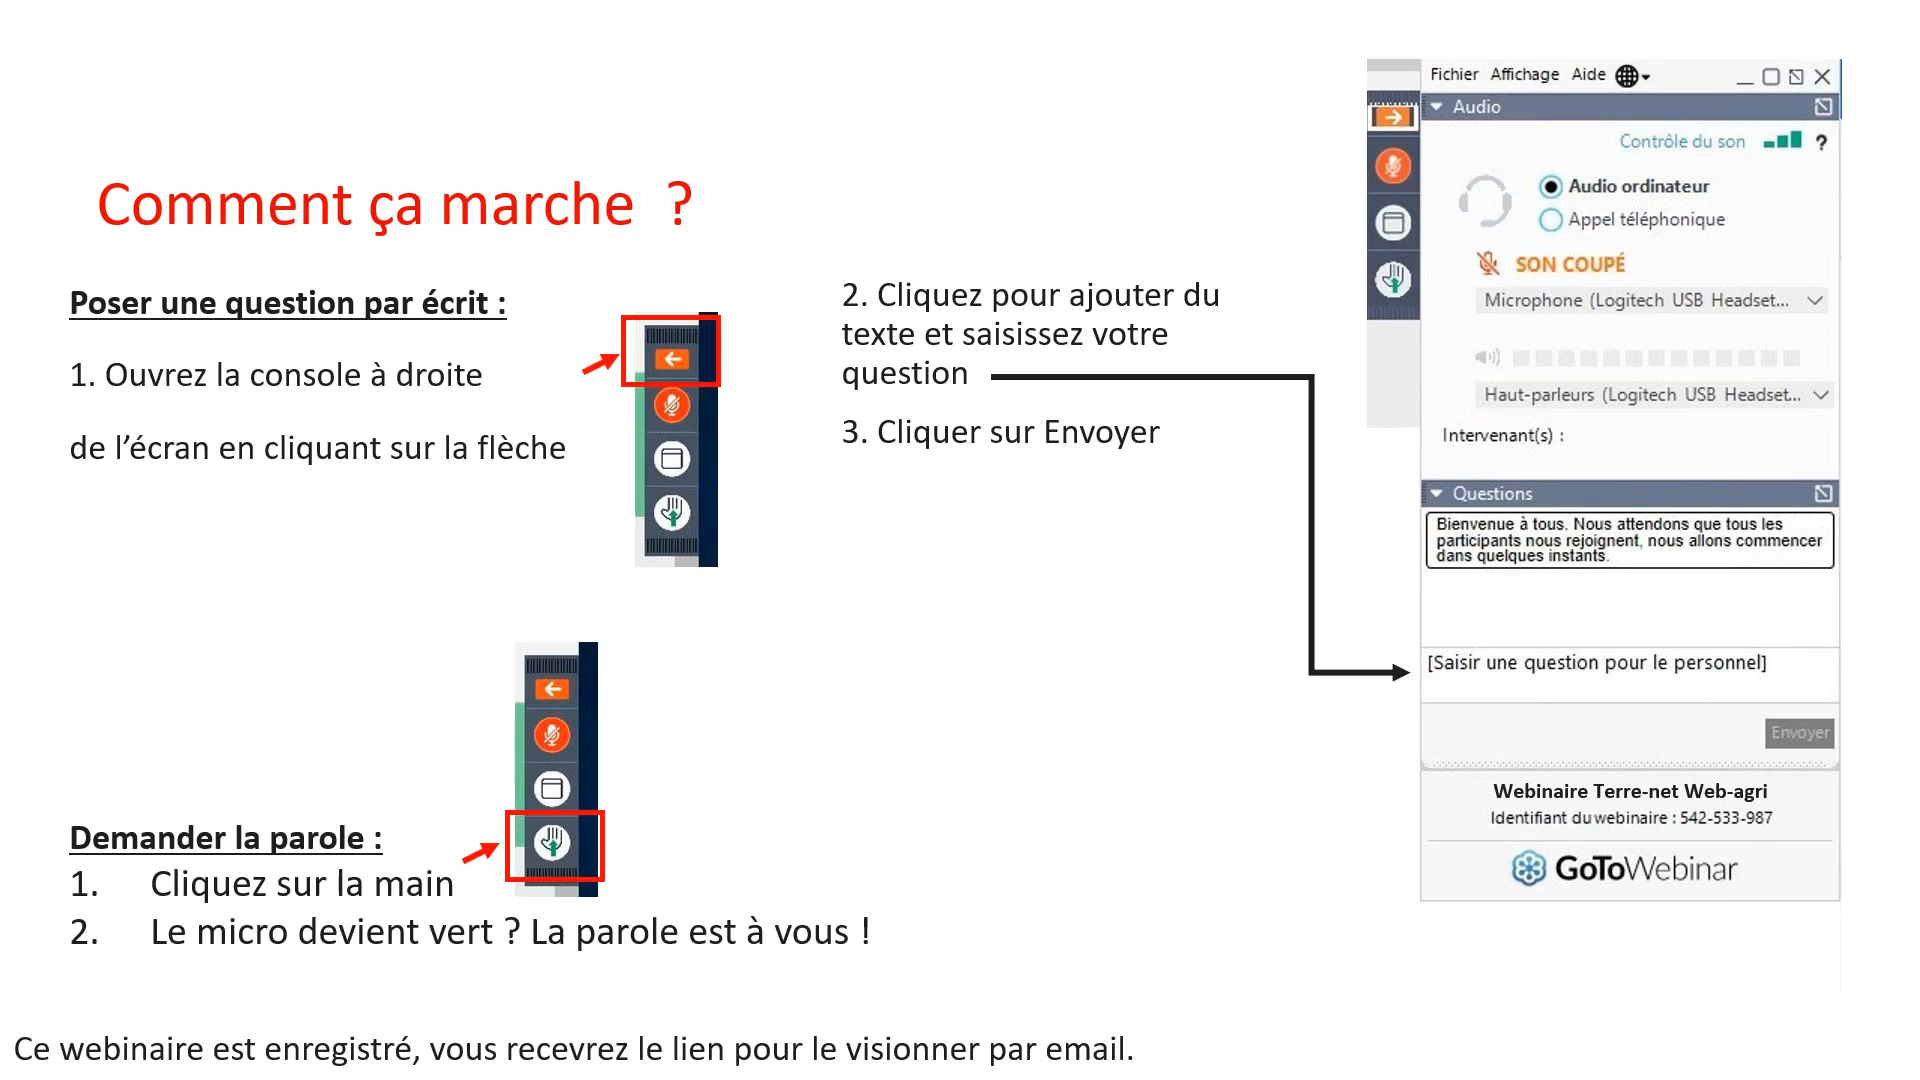 Comment ça marche ?
Poser une question par écrit :
1. Ouvrez la console à droite
de l’écran en cliquant sur la flèche
2. Cliquez pour ajouter du
texte et saisissez votre
question
3. Cliquer sur Envoyer
Demander la parole :
1. Cliquez sur la main
2. Le micro devient vert ? La parole est à vous !
Ce webinaire est enregistré, vous recevrez le lien pour le visionner par email.
Fichier Affichage Aide
Audio
Contrôle du son ?
Audio ordinateur
Appel téléphonique
SON COUPÉ
Microphone (Logitech USB Headset...
Haut-parleurs (Logitech USB Headset...
Intervenant(s) :
Questions
Bienvenue à tous. Nous attendons que tous les
participants nous rejoignent, nous allons commencer
dans quelques instants.
[Saisir une question pour le personnel]
Envoyer
Webinaire Terre-net Web-agri
Identifiant du webinaire : 542-533-987
GoToWebinar